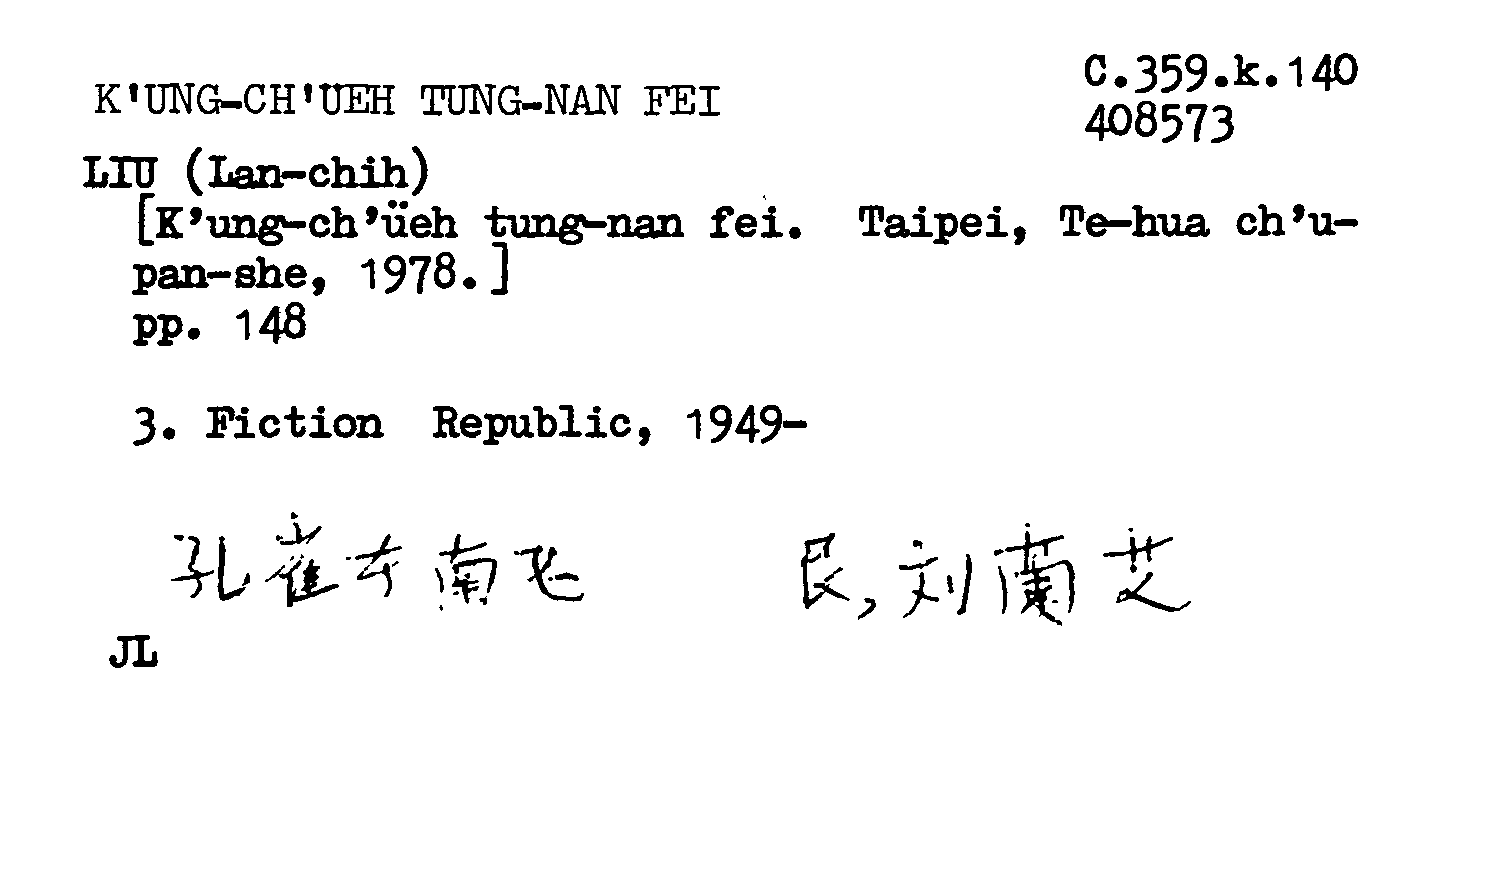 K'UNG-CH'UEH TUNG-NAN FEI
C.359.k.140
408573
LIU (Lan-chih)
[K'ung-ch'üeh tung-nan fei. Taipei, Te-hua ch'u-
pan-she, 1978.]
pp. 148
3. Fiction Republic, 1949-
孔雀东南飞 民,刘蘭芝
JL